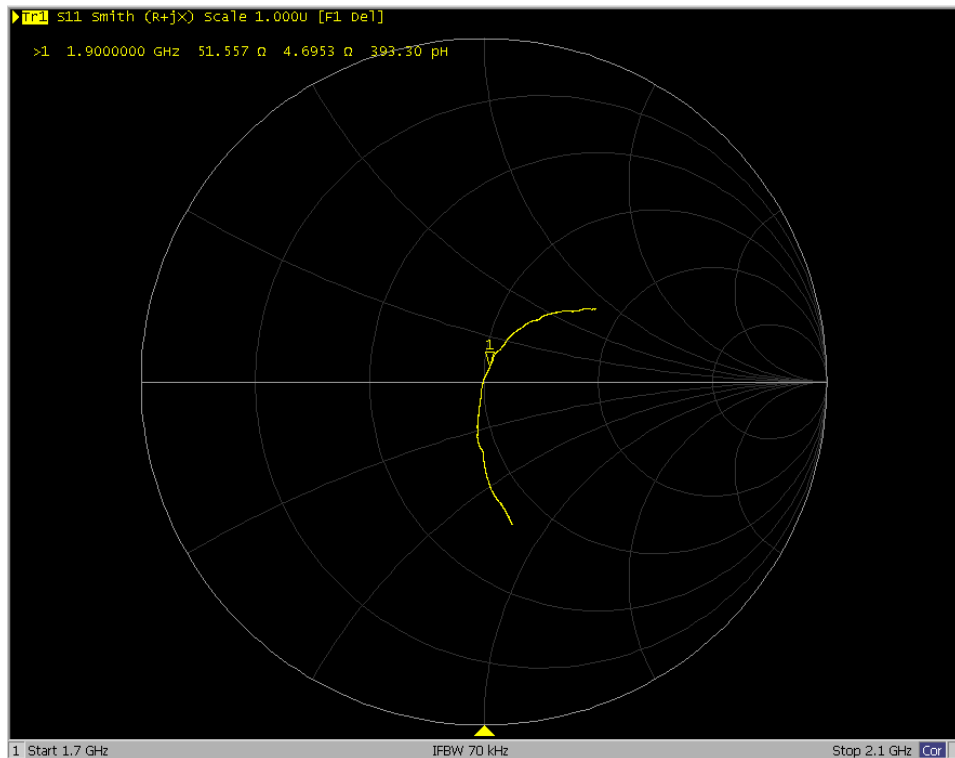 Tr1 S11 Smith (R+jX) Scale 1.000U [F1 Del]
>1 1.9000000 GHz 51.557 Ω 4.6953 Ω 393.30 pH
1
1 Start 1.7 GHz IFBW 70 kHz Stop 2.1 GHz Cor